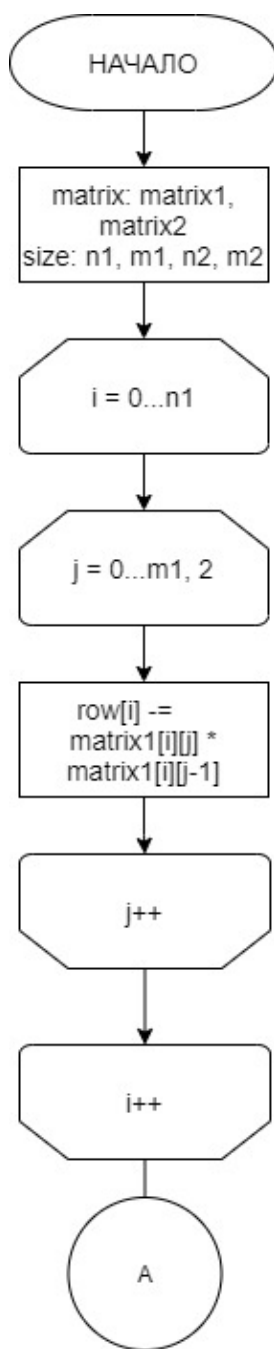 НАЧАЛО
matrix: matrix1,
matrix2
size: n1, m1, n2, m2
i = 0...n1
j = 0...m1, 2
row[i] -=
matrix1[i][j] *
matrix1[i][j-1]
j++
i++
A